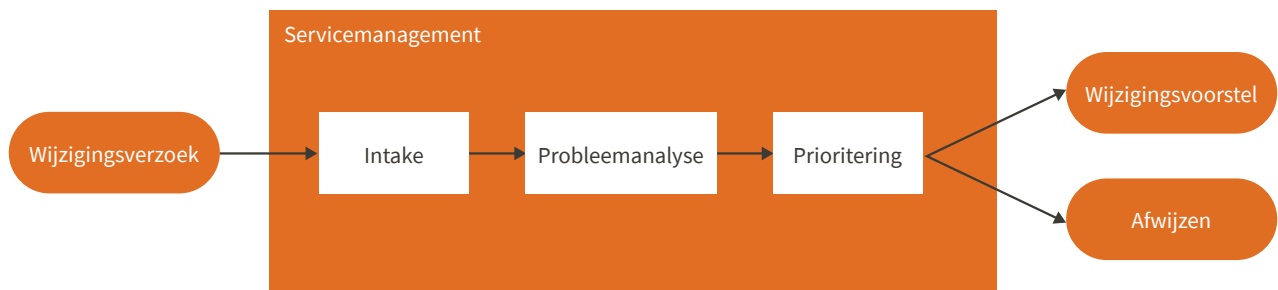 Servicemanagement
Wijzigingsverzoek
Intake
Probleemanalyse
Prioritering
Wijzigingsvoorstel
Afwijzen